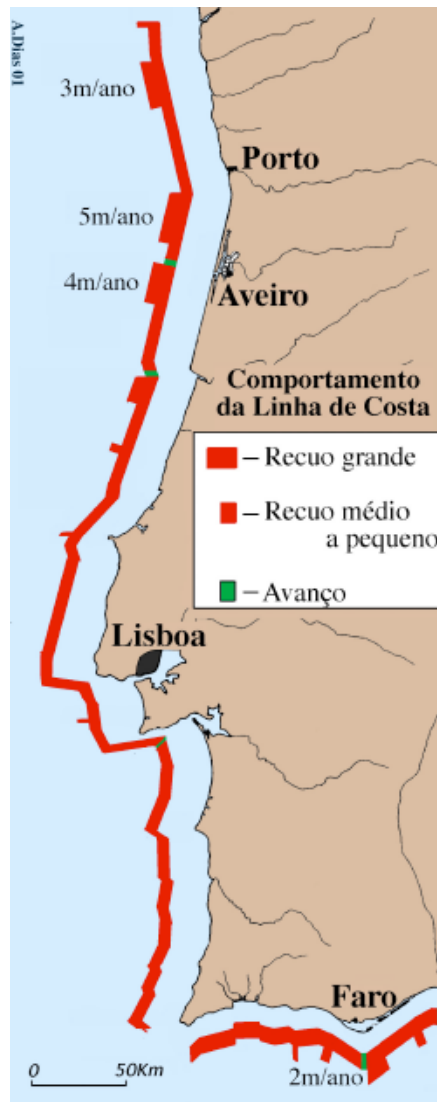 A.Dias 01
3m/ano
Porto
5m/ano
4m/ano
Aveiro
Comportamento
da Linha de Costa
– Recuo grande
– Recuo médio
a pequeno
– Avanço
Lisboa
Faro
0 50Km
2m/ano